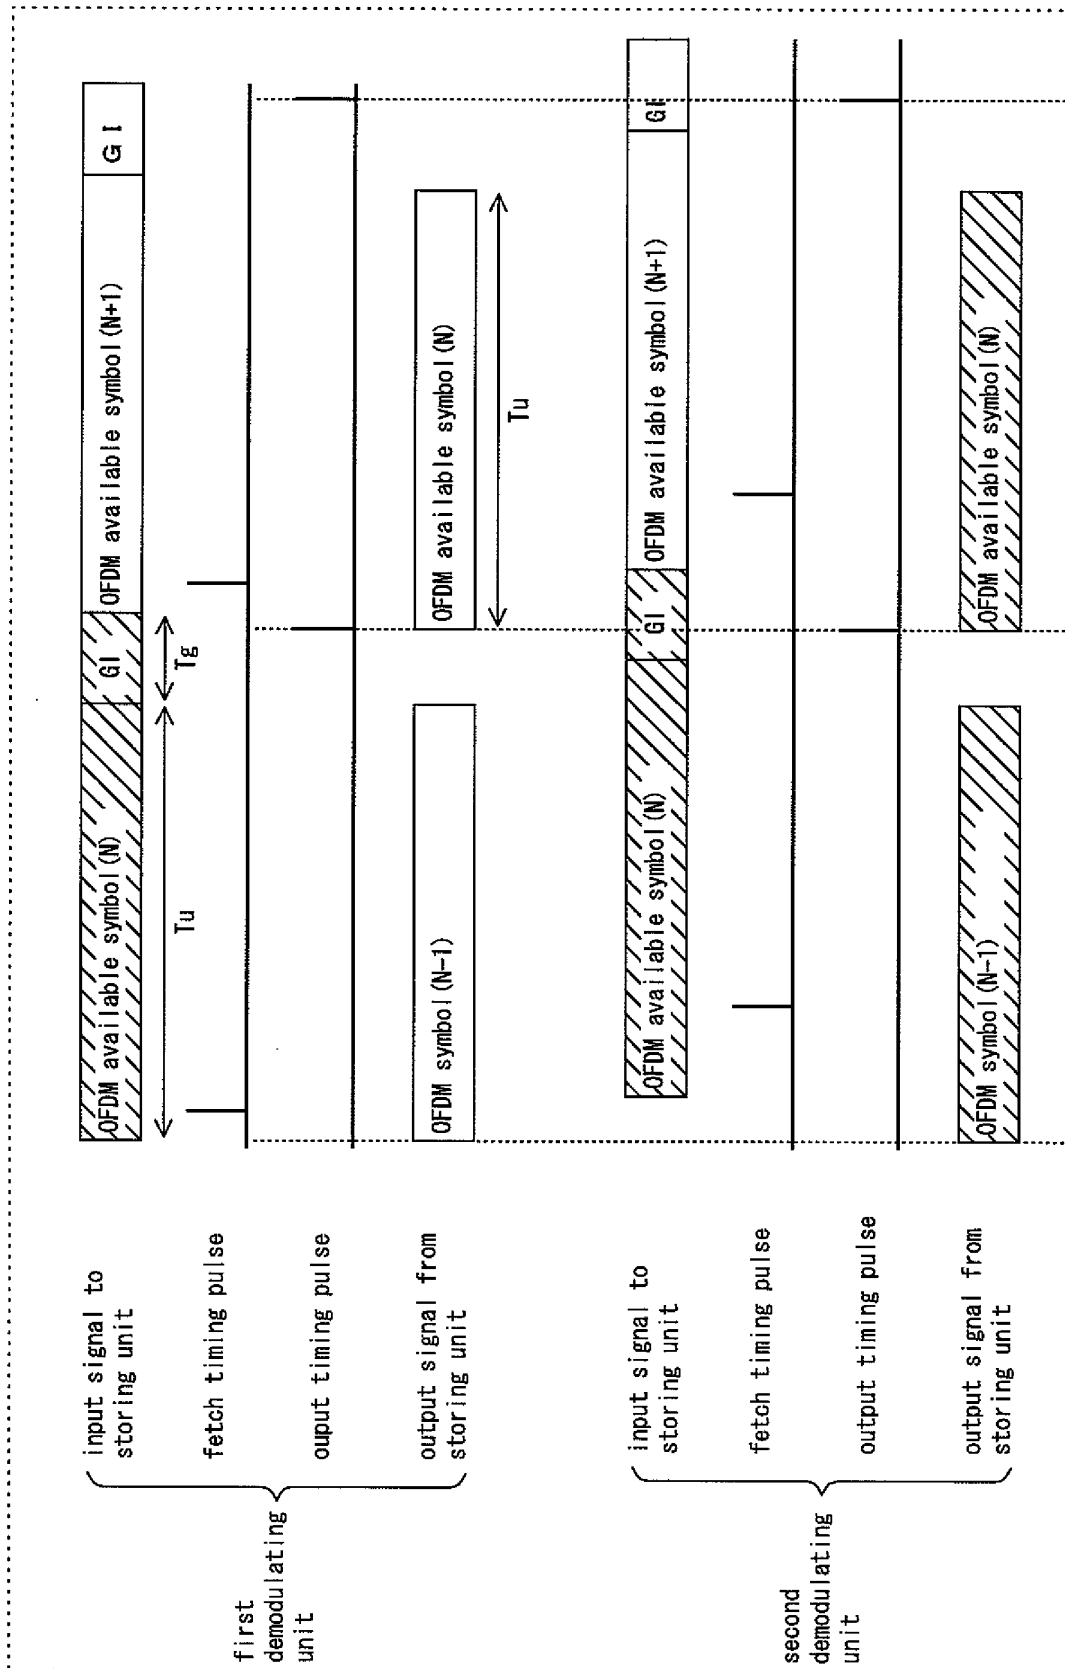 first
demodulating
unit
input signal to
storing unit
OFDM available symbol(N)
GI
OFDM available symbol(N+1)
GI
Tu
Tg
fetch timing pulse
ouput timing pulse
output signal from
storing unit
OFDM symbol(N-1)
OFDM available symbol(N)
Tu
second
demodulating
unit
input signal to
storing unit
OFDM available symbol(N)
GI
OFDM available symbol(N+1)
GI
fetch timing pulse
output timing pulse
output signal from
storing unit
OFDM symbol(N-1)
OFDM available symbol(N)